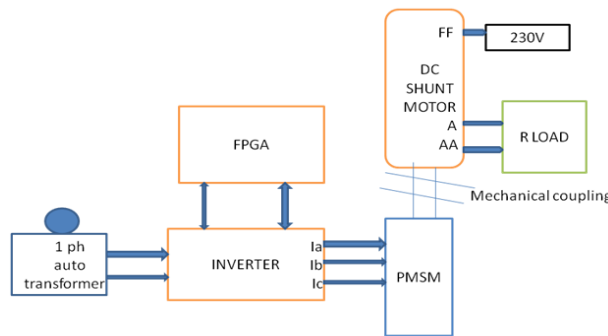 FF
230V
DC
SHUNT
MOTOR
A
AA
R LOAD
FPGA
Mechanical coupling
1 ph
auto
transformer
INVERTER
Ia
Ib
Ic
PMSM